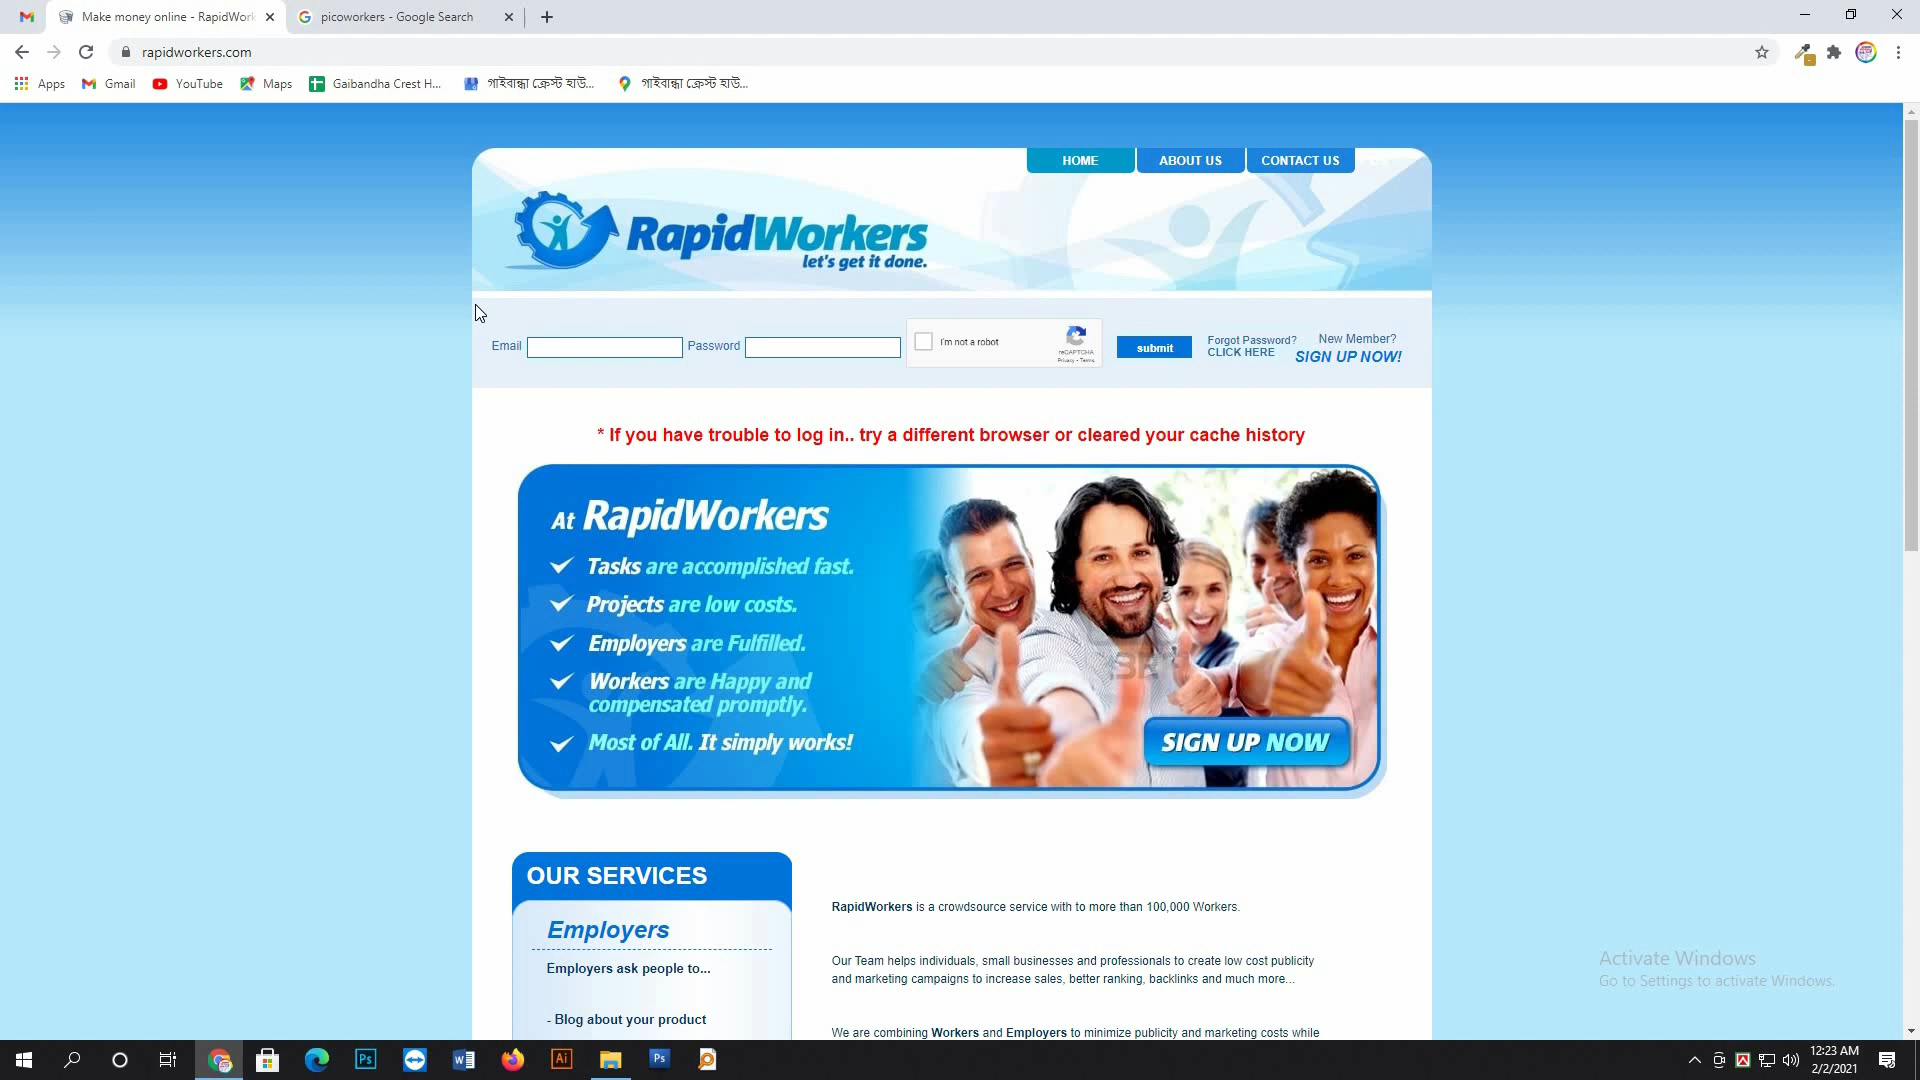 Make money online - RapidWork
picoworkers - Google Search
rapidworkers.com
Apps
Gmail
YouTube
Maps
Gaibandha Crest H...
গাইবান্ধা ক্রেস্ট হাউ...
গাইবান্ধা ক্রেস্ট হাউ...
HOME
ABOUT US
CONTACT US
RapidWorkers
let's get it done.
Email
Password
I'm not a robot
reCAPTCHA
Privacy - Terms
submit
Forgot Password?
CLICK HERE
New Member?
SIGN UP NOW!
* If you have trouble to log in.. try a different browser or cleared your cache history
At RapidWorkers
Tasks are accomplished fast.
Projects are low costs.
Employers are Fulfilled.
Workers are Happy and
compensated promptly.
Most of All. It simply works!
SIGN UP NOW
OUR SERVICES
Employers
Employers ask people to...
- Blog about your product
RapidWorkers is a crowdsource service with to more than 100,000 Workers.
Our Team helps individuals, small businesses and professionals to create low cost publicity
and marketing campaigns to increase sales, better ranking, backlinks and much more...
We are combining Workers and Employers to minimize publicity and marketing costs while
Activate Windows
Go to Settings to activate Windows.
Ps
Ai
Ps
12:23 AM
2/2/2021